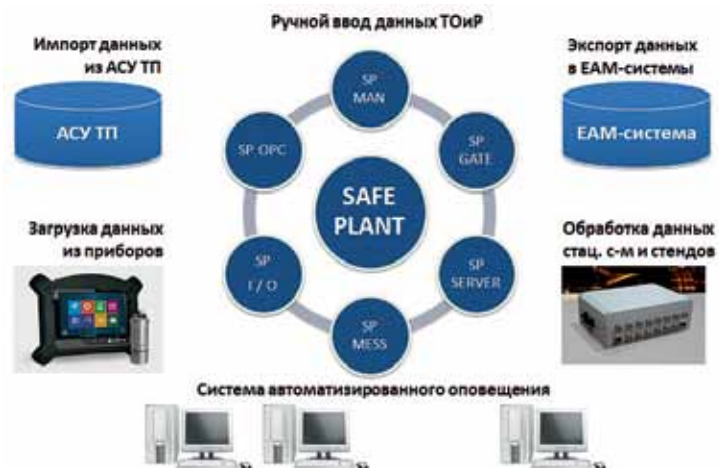 Ручной ввод данных ТОиР
Импорт данных
из АСУ ТП
АСУ ТП
Экспорт данных
в ЕАМ-системы
ЕАМ-система
SP
MAN
SP OPC
SP
GATE
SAFE
PLANT
SP
I / O
SP
SERVER
SP
MESS
Загрузка данных
из приборов
Обработка данных
стац. с-м и стендов
Система автоматизированного оповещения